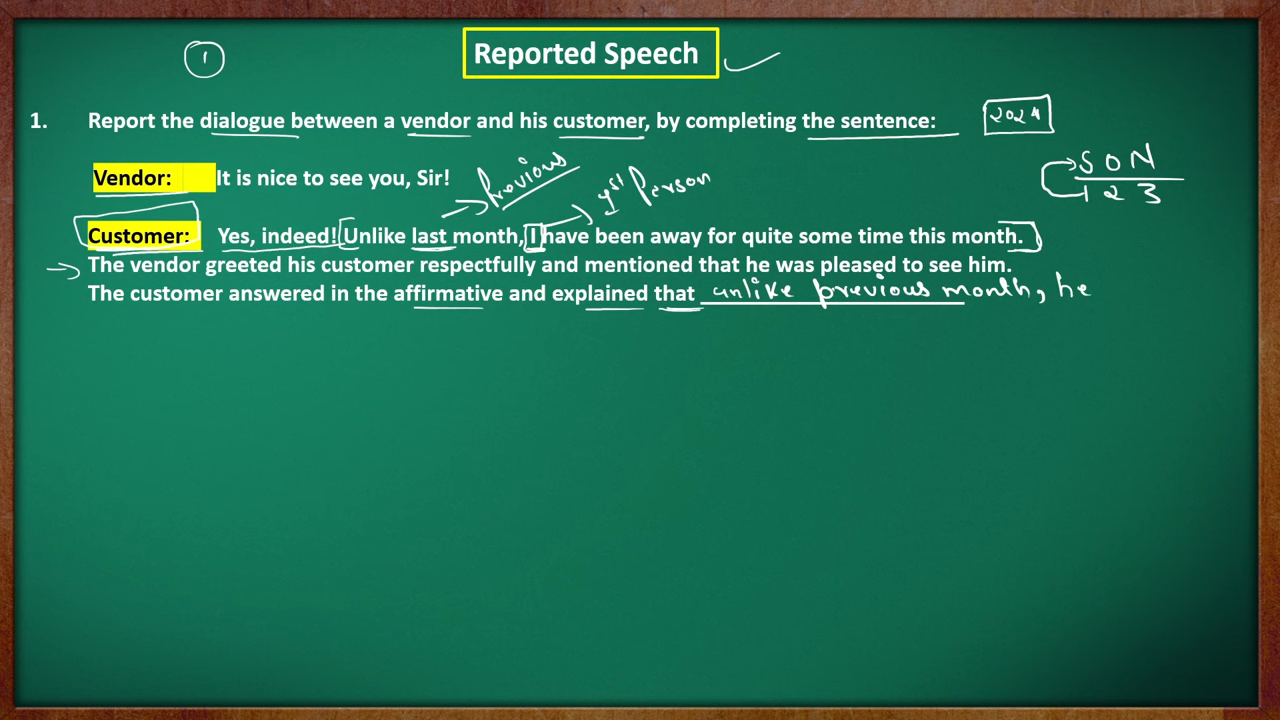 1
Reported Speech
1. Report the dialogue between a vendor and his customer, by completing the sentence: 2024
SON
1 2 3
Vendor: It is nice to see you, Sir!
Previous
1st Person
Customer: Yes, indeed! Unlike last month, I have been away for quite some time this month.
The vendor greeted his customer respectfully and mentioned that he was pleased to see him.
The customer answered in the affirmative and explained that unlike previous month, he